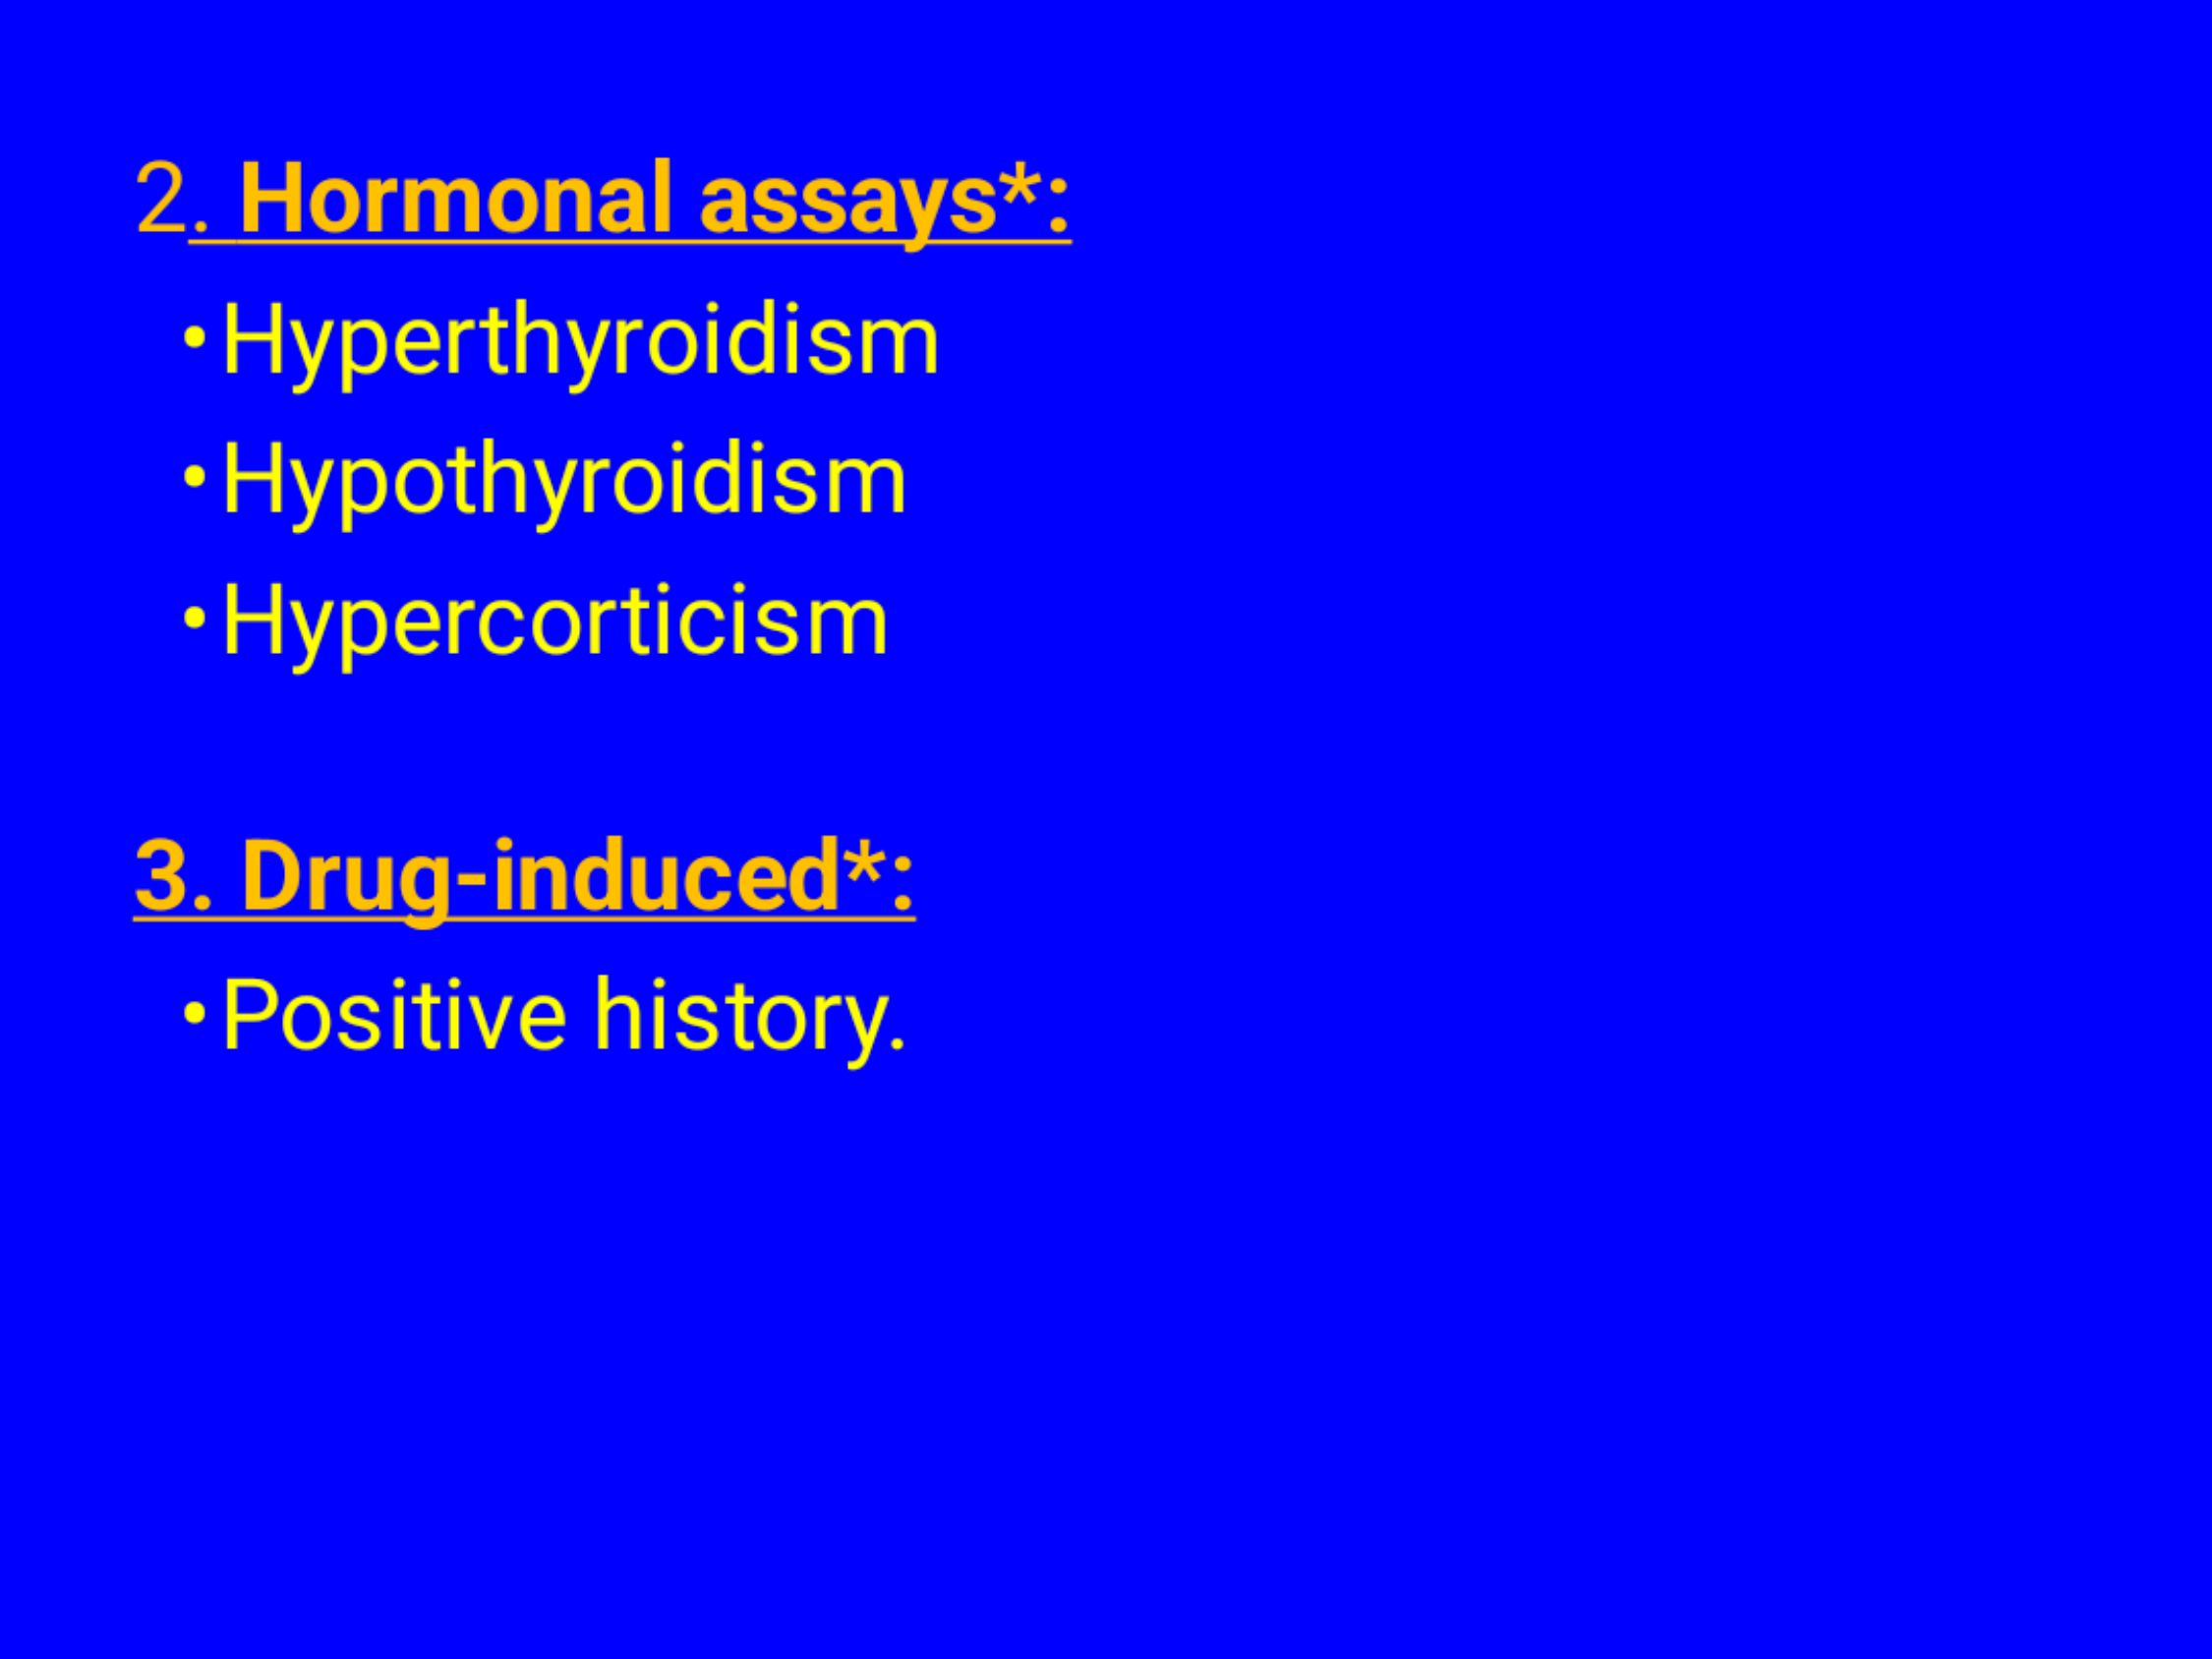 2. Hormonal assays*:
•Hyperthyroidism
•Hypothyroidism
•Hypercorticism
3. Drug-induced*:
•Positive history.